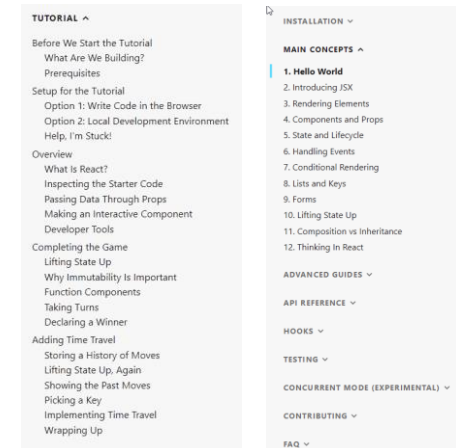 TUTORIAL
Before We Start the Tutorial
What Are We Building?
Prerequisites
Setup for the Tutorial
Option 1: Write Code in the Browser
Option 2: Local Development Environment
Help, I'm Stuck!
Overview
What Is React?
Inspecting the Starter Code
Passing Data Through Props
Making an Interactive Component
Developer Tools
Completing the Game
Lifting State Up
Why Immutability Is Important
Function Components
Taking Turns
Declaring a Winner
Adding Time Travel
Storing a History of Moves
Lifting State Up, Again
Showing the Past Moves
Picking a Key
Implementing Time Travel
Wrapping Up
INSTALLATION
MAIN CONCEPTS
1. Hello World
2. Introducing JSX
3. Rendering Elements
4. Components and Props
5. State and Lifecycle
6. Handling Events
7. Conditional Rendering
8. Lists and Keys
9. Forms
10. Lifting State Up
11. Composition vs Inheritance
12. Thinking In React
ADVANCED GUIDES
API REFERENCE
HOOKS
TESTING
CONCURRENT MODE (EXPERIMENTAL)
CONTRIBUTING
FAQ